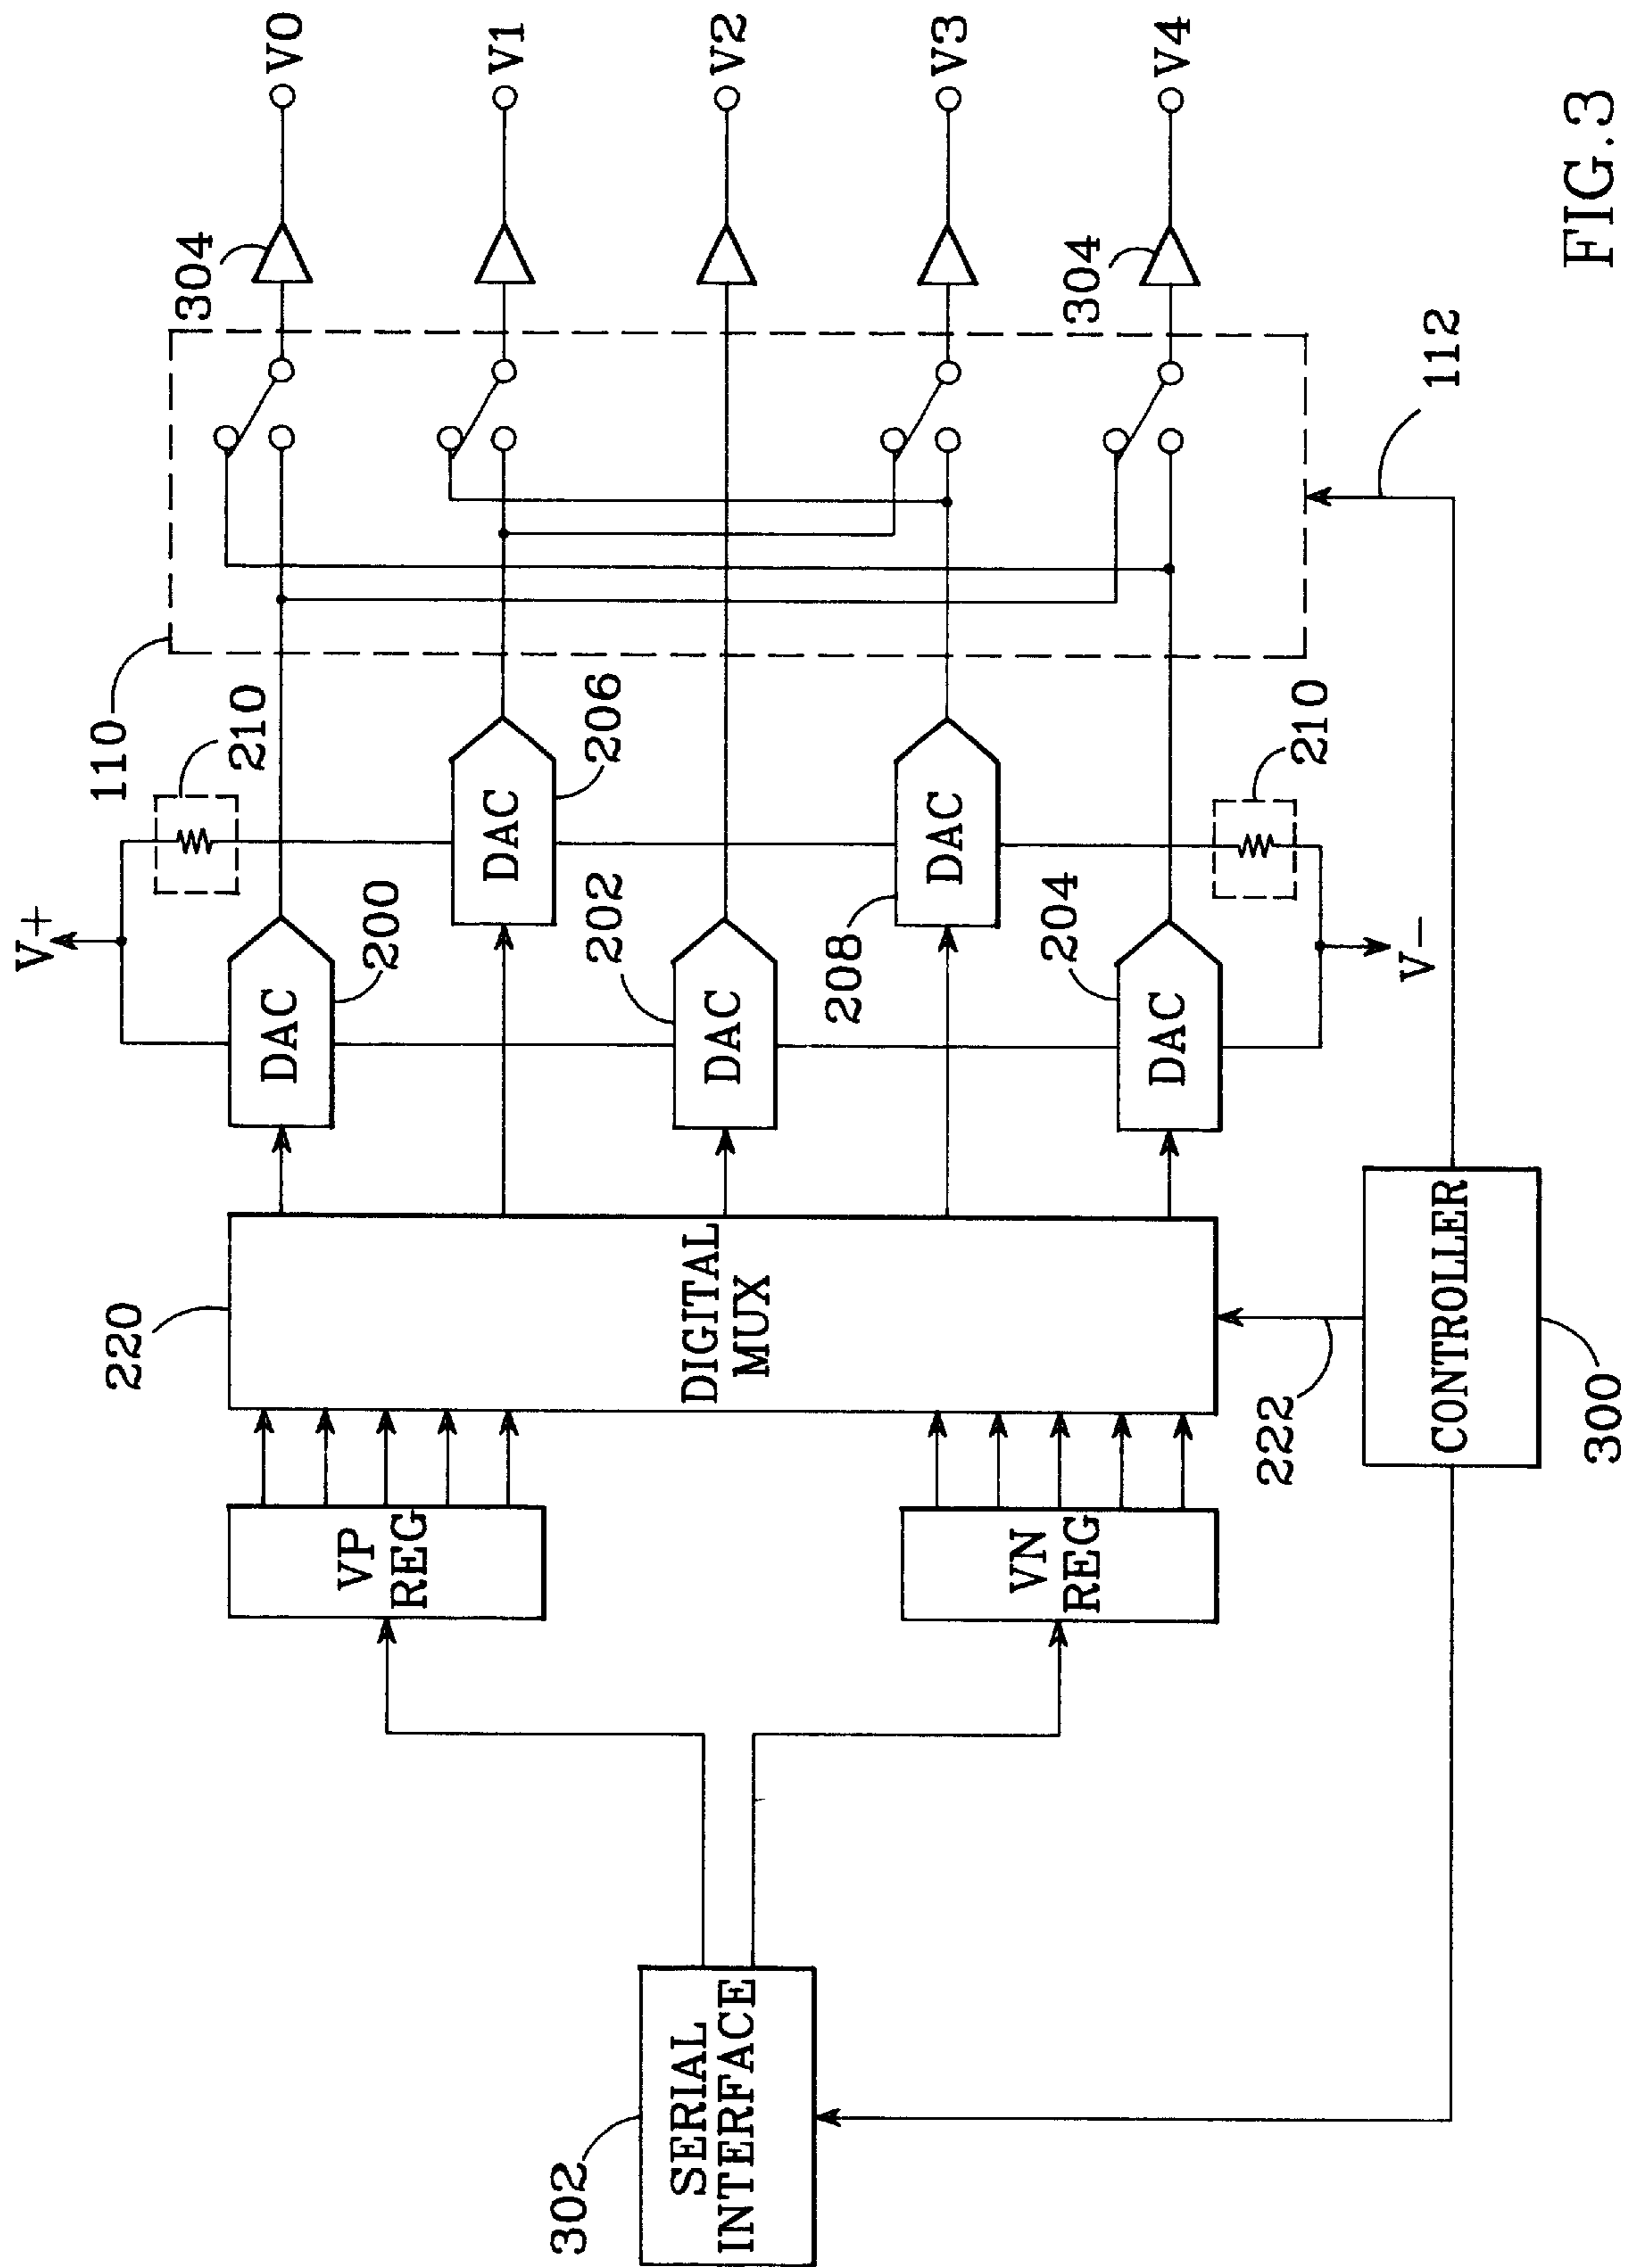 SERIAL
INTERFACE
302
VP
REG
VN
REG
220
DIGITAL
MUX
222
CONTROLLER
300
V+
V-
DAC
200
DAC
202
DAC
204
DAC
206
DAC
208
210
210
110
112
304
304
V0
V1
V2
V3
V4
FIG.3